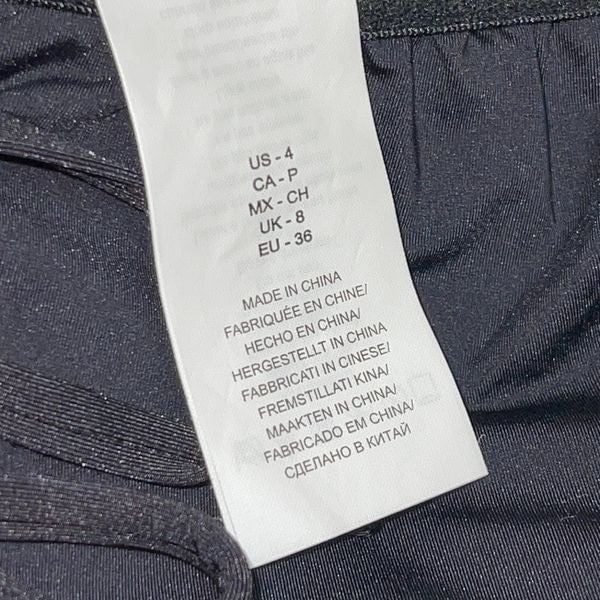 US - 4
CA - P
MX - CH
UK - 8
EU - 36
MADE IN CHINA
FABRIQUÉE EN CHINE/
HECHO EN CHINA/
HERGESTELLT IN CHINA
FABBRICATI IN CINESE/
FREMSTILLATI KINA/
MAAKTEN IN CHINA/
FABRICADO EM CHINA/
СДЕЛАНО В КИТАЙ